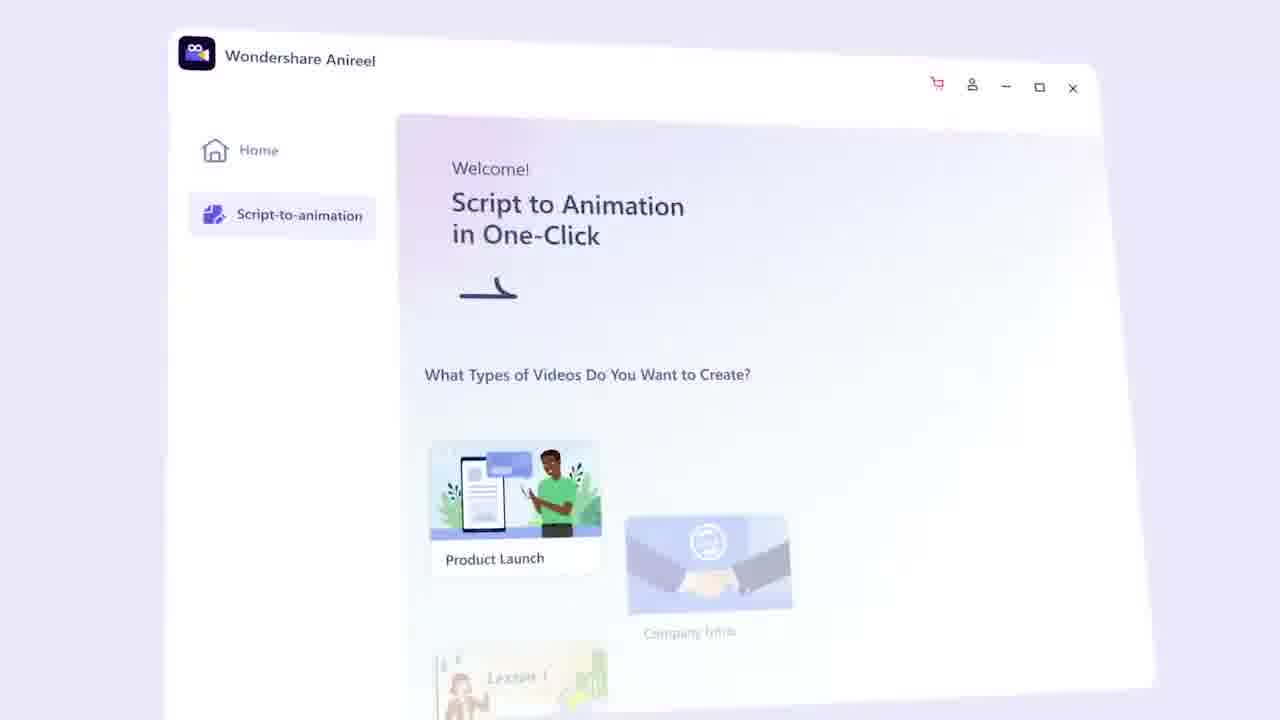 Wondershare Anireel
Home
Script-to-animation
Welcome!
Script to Animation
in One-Click
What Types of Videos Do You Want to Create?
Product Launch
Company Intro
Lesson 1